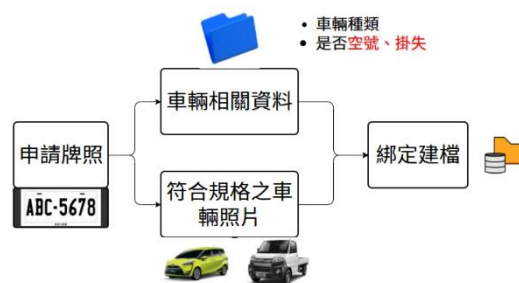 • 車輛種類
• 是否空號、掛失
車輛相關資料
申請牌照
ABC-5678
符合規格之車
輛照片
綁定建檔